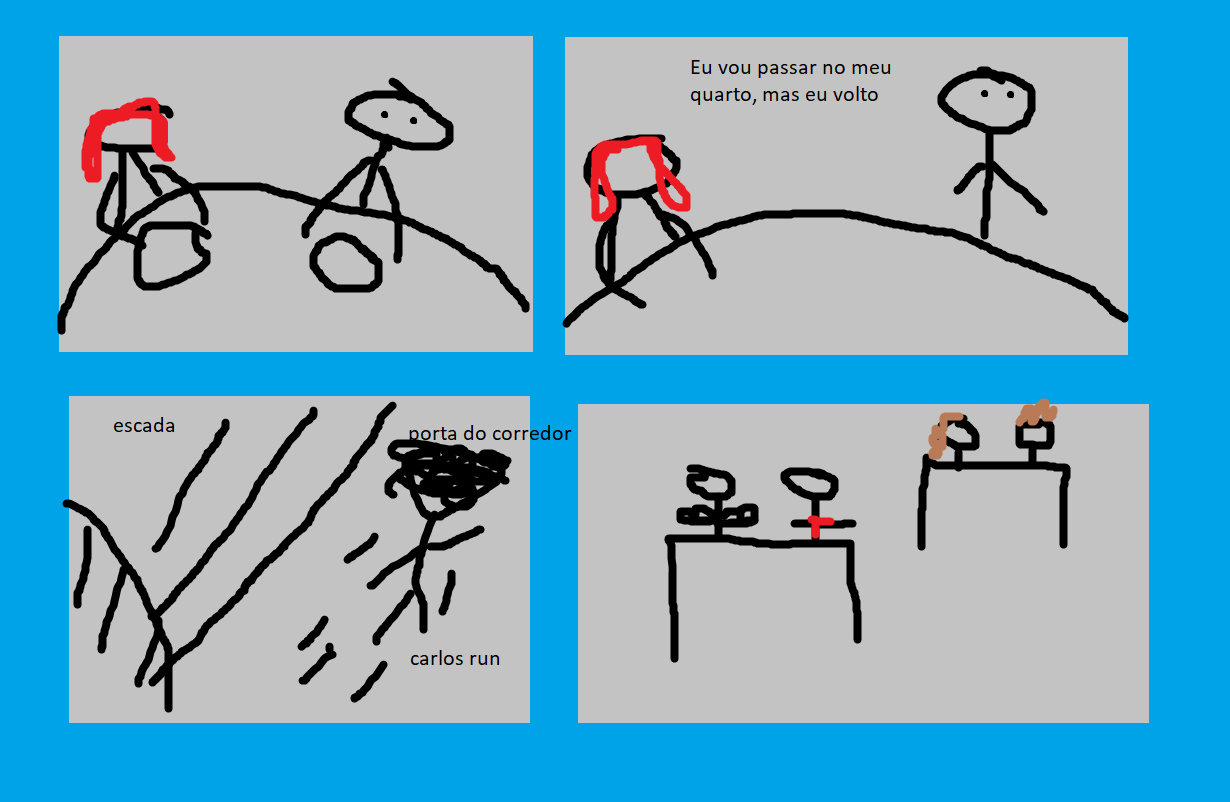 Eu vou passar no meu
quarto, mas eu volto
escada
porta do corredor
carlos run